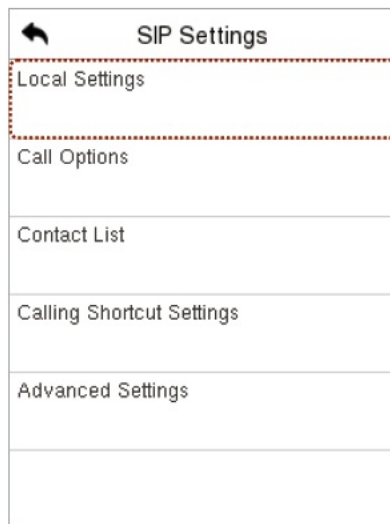 SIP Settings
Local Settings
Call Options
Contact List
Calling Shortcut Settings
Advanced Settings